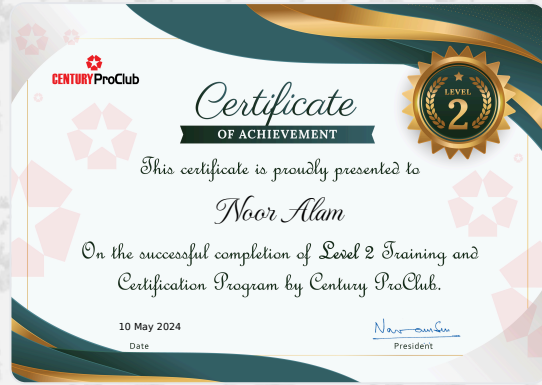 CENTURY ProClub
Certificate
OF ACHIEVEMENT
LEVEL
2
This certificate is proudly presented to
Noor Alam
On the successful completion of Level 2 Training and
Certification Program by Century ProClub.
10 May 2024
Date
President